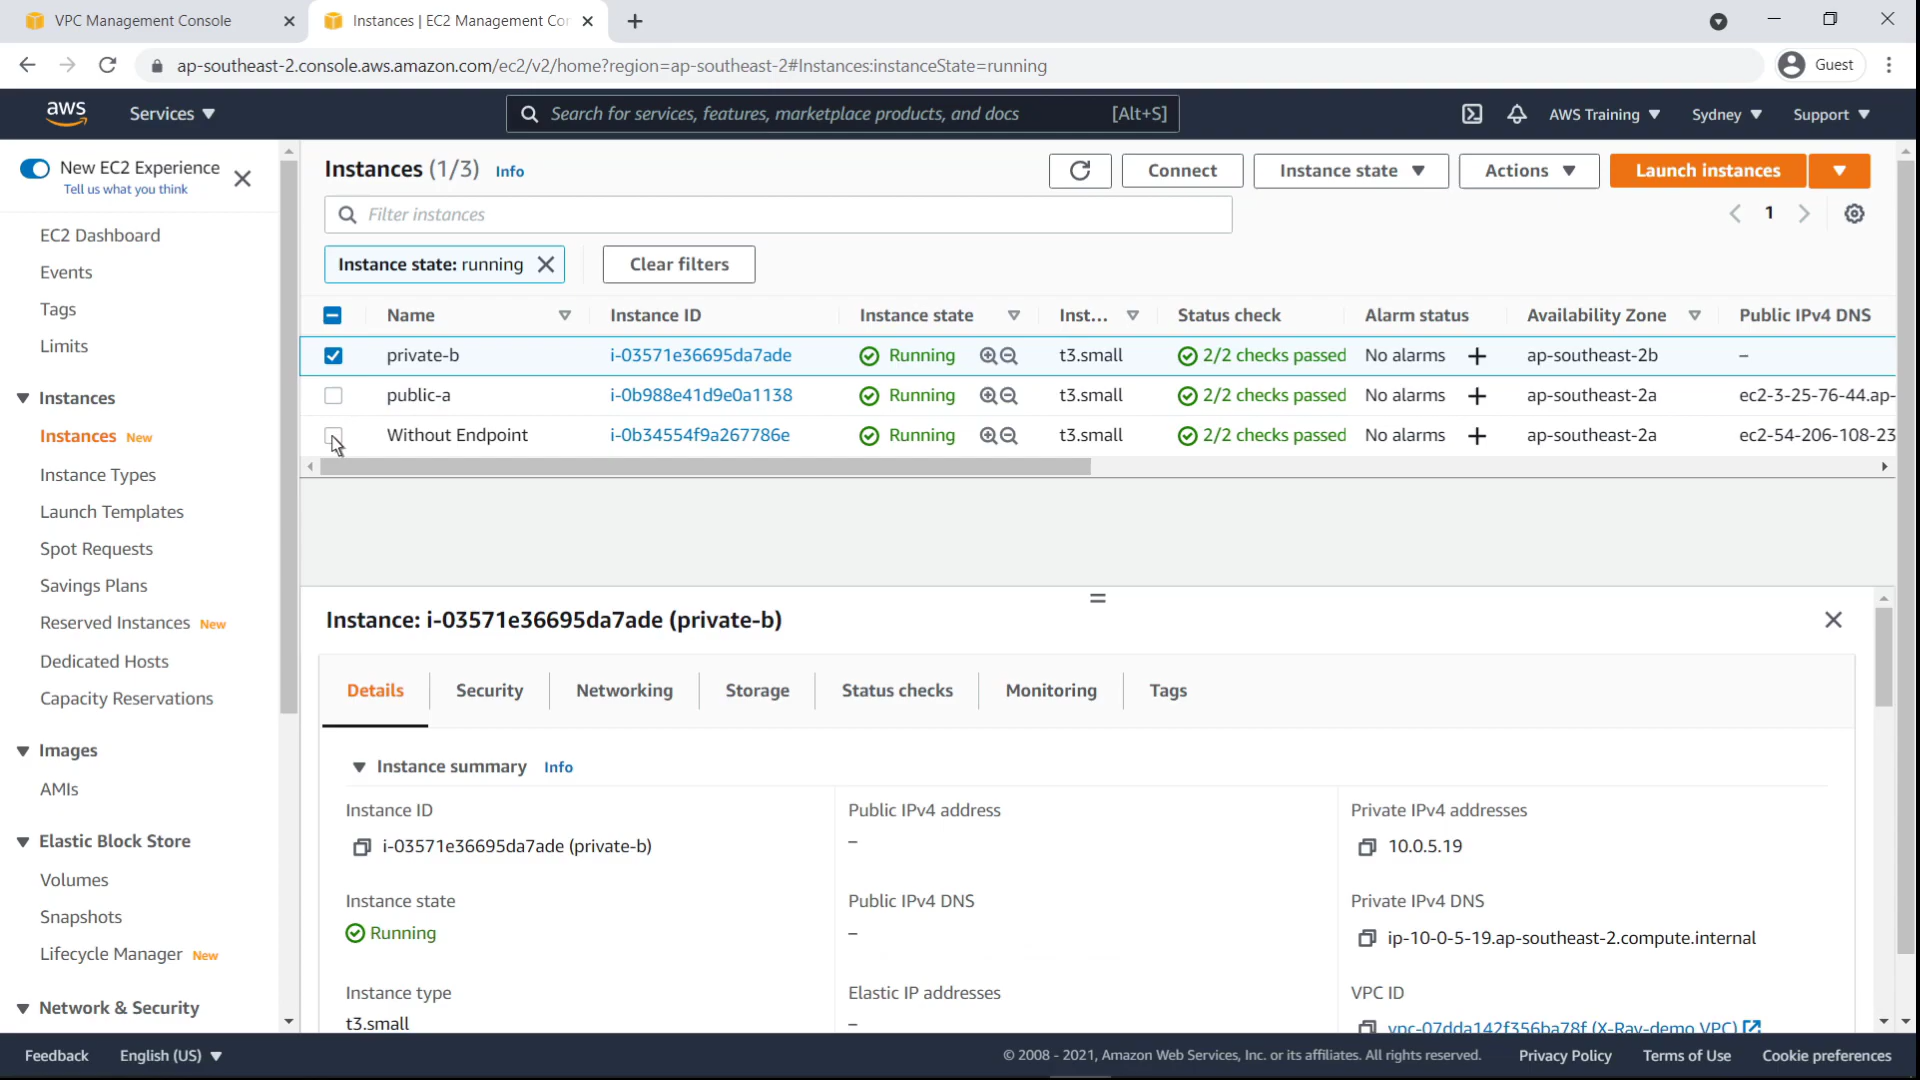 VPC Management Console
Instances | EC2 Management Con
ap-southeast-2.console.aws.amazon.com/ec2/v2/home?region=ap-southeast-2#Instances:instanceState=running
Guest
aws
Services
Search for services, features, marketplace products, and docs [Alt+S]
AWS Training
Sydney
Support
New EC2 Experience
Tell us what you think
EC2 Dashboard
Events
Tags
Limits
Instances
Instances New
Instance Types
Launch Templates
Spot Requests
Savings Plans
Reserved Instances New
Dedicated Hosts
Capacity Reservations
Images
AMIs
Elastic Block Store
Volumes
Snapshots
Lifecycle Manager New
Network & Security
Instances (1/3) Info
Connect
Instance state
Actions
Launch instances
Filter instances
1
Instance state: running
Clear filters
Name Instance ID Instance state Inst... Status check Alarm status Availability Zone Public IPv4 DNS
private-b i-03571e36695da7ade Running t3.small 2/2 checks passed No alarms + ap-southeast-2b –
public-a i-0b988e41d9e0a1138 Running t3.small 2/2 checks passed No alarms + ap-southeast-2a ec2-3-25-76-44.ap-
Without Endpoint i-0b34554f9a267786e Running t3.small 2/2 checks passed No alarms + ap-southeast-2a ec2-54-206-108-23
Instance: i-03571e36695da7ade (private-b)
Details Security Networking Storage Status checks Monitoring Tags
Instance summary Info
Instance ID
i-03571e36695da7ade (private-b)
Public IPv4 address
–
Private IPv4 addresses
10.0.5.19
Instance state
Running
Public IPv4 DNS
–
Private IPv4 DNS
ip-10-0-5-19.ap-southeast-2.compute.internal
Instance type
t3.small
Elastic IP addresses
–
VPC ID
vpc-07dda142f356ba78f (X-Ray-demo VPC)
Feedback
English (US)
© 2008 - 2021, Amazon Web Services, Inc. or its affiliates. All rights reserved.
Privacy Policy
Terms of Use
Cookie preferences